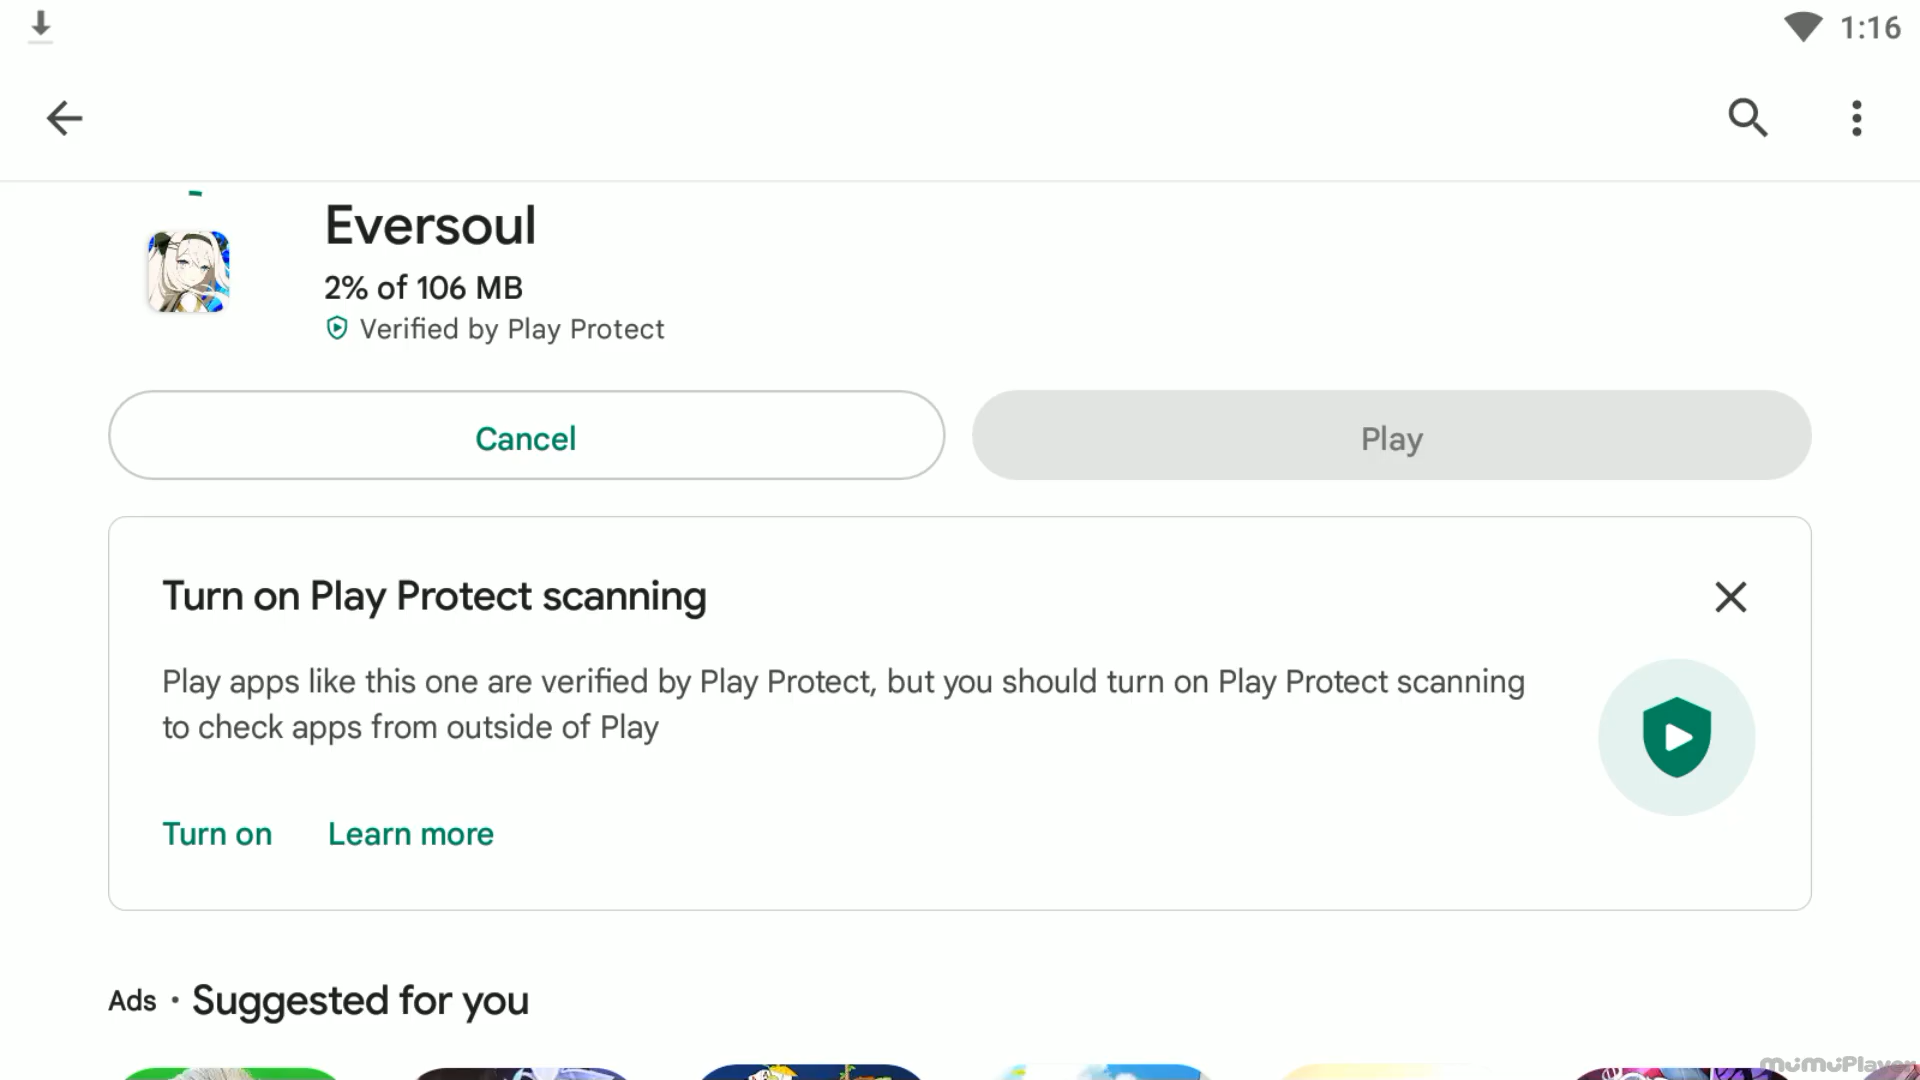 1:16
Eversoul
2% of 106 MB
Verified by Play Protect
Cancel
Play
Turn on Play Protect scanning
Play apps like this one are verified by Play Protect, but you should turn on Play Protect scanning
to check apps from outside of Play
Turn on
Learn more
Ads · Suggested for you
MuMuPlayer